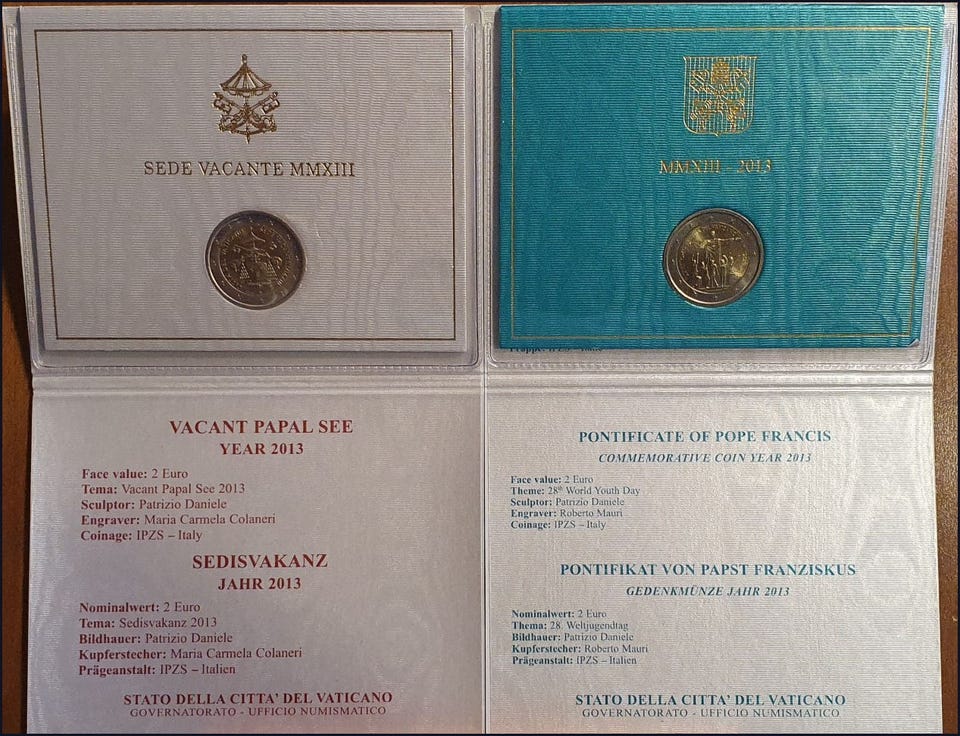 SEDE VACANTE MMXIII
VACANT PAPAL SEE
YEAR 2013
Face value: 2 Euro
Tema: Vacant Papal See 2013
Sculptor: Patrizio Daniele
Engraver: Maria Carmela Colaneri
Coinage: IPZS – Italy
SEDISVAKANZ
JAHR 2013
Nominalwert: 2 Euro
Tema: Sedisvakanz 2013
Bildhauer: Patrizio Daniele
Kupferstecher: Maria Carmela Colaneri
Prägeanstalt: IPZS – Italien
STATO DELLA CITTA' DEL VATICANO
GOVERNATORATO - UFFICIO NUMISMATICO
MMXIII - 2013
PONTIFICATE OF POPE FRANCIS
COMMEMORATIVE COIN YEAR 2013
Face value: 2 Euro
Theme: 28th World Youth Day
Sculptor: Patrizio Daniele
Engraver: Roberto Mauri
Coinage: IPZS – Italy
PONTIFIKAT VON PAPST FRANZISKUS
GEDENKMÜNZE JAHR 2013
Nominalwert: 2 Euro
Thema: 28. Weltjugendtag
Bildhauer: Patrizio Daniele
Kupferstecher: Roberto Mauri
Prägeanstalt: IPZS – Italien
STATO DELLA CITTA' DEL VATICANO
GOVERNATORATO - UFFICIO NUMISMATICO